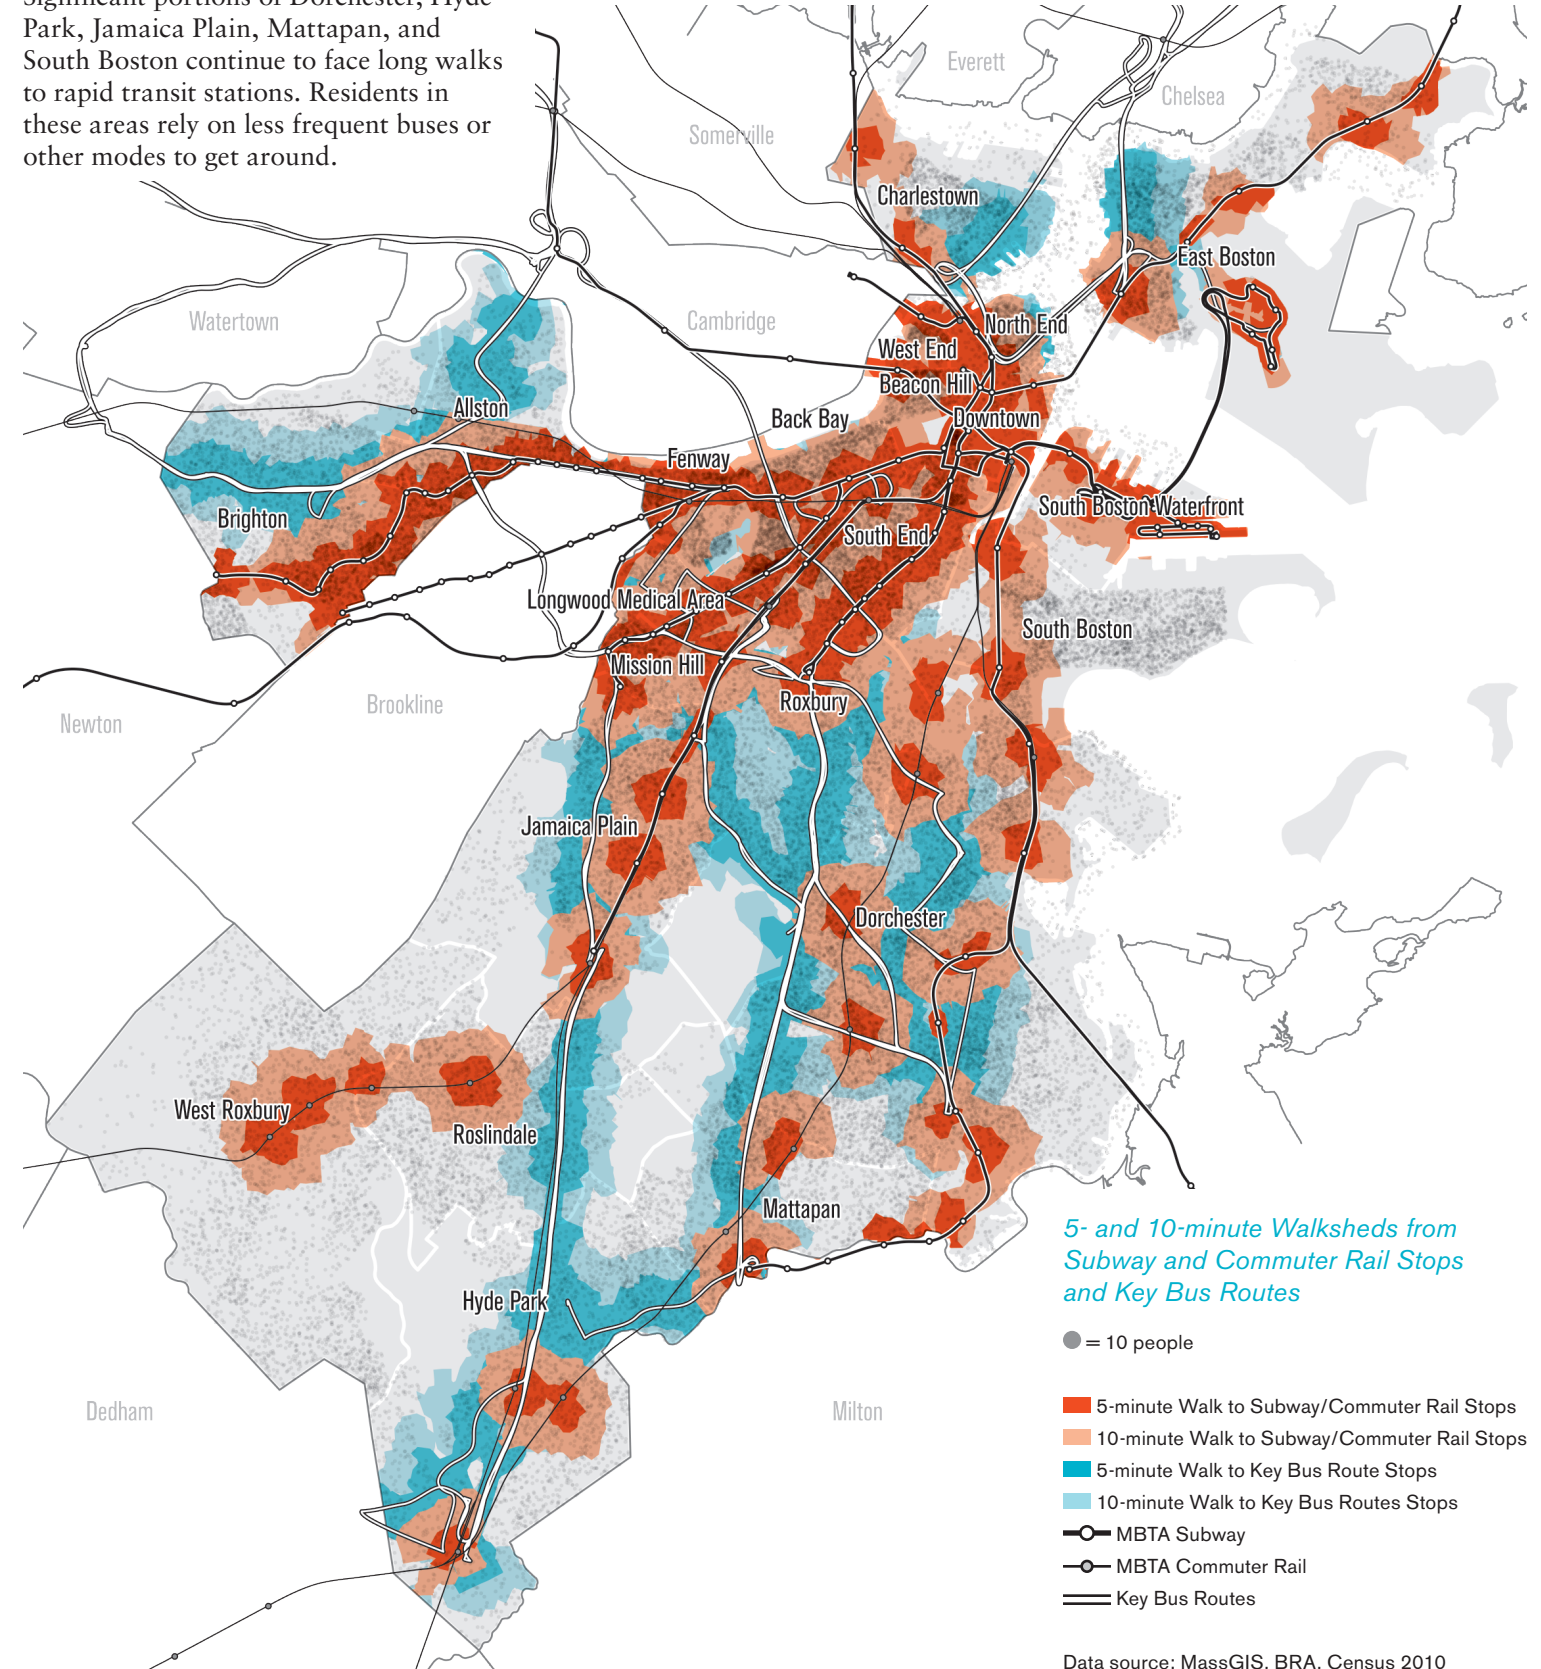 Significant portions of Dorchester, Hyde
Park, Jamaica Plain, Mattapan, and
South Boston continue to face long walks
to rapid transit stations. Residents in
these areas rely on less frequent buses or
other modes to get around.
Everett
Chelsea
Somerville
Charlestown
East Boston
Watertown
Cambridge
North End
West End
Beacon Hill
Allston
Back Bay
Downtown
Fenway
South Boston Waterfront
Brighton
South End
Longwood Medical Area
South Boston
Mission Hill
Roxbury
Brookline
Newton
Jamaica Plain
Dorchester
West Roxbury
Roslindale
Mattapan
Hyde Park
Dedham
Milton
5- and 10-minute Walksheds from
Subway and Commuter Rail Stops
and Key Bus Routes
= 10 people
5-minute Walk to Subway/Commuter Rail Stops
10-minute Walk to Subway/Commuter Rail Stops
5-minute Walk to Key Bus Route Stops
10-minute Walk to Key Bus Routes Stops
MBTA Subway
MBTA Commuter Rail
Key Bus Routes
Data source: MassGIS, BRA, Census 2010